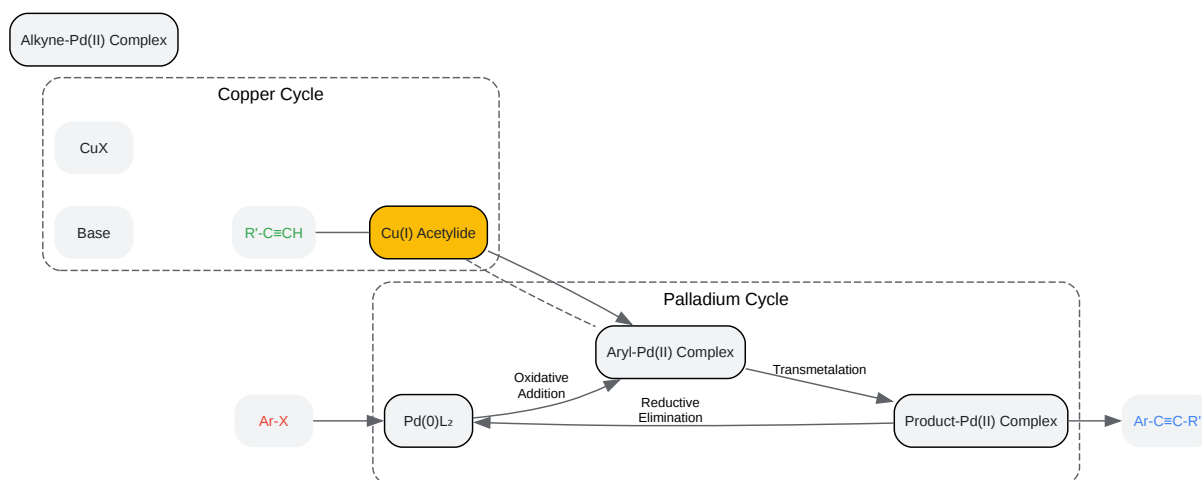 Alkyne-Pd(II) Complex
Copper Cycle
CuX
Base
R'-C≡CH
Cu(I) Acetylide
Palladium Cycle
Aryl-Pd(II) Complex
Transmetalation
Oxidative
Addition
Reductive
Elimination
Ar-X
Pd(0)L₂
Product-Pd(II) Complex
Ar-C≡C-R'